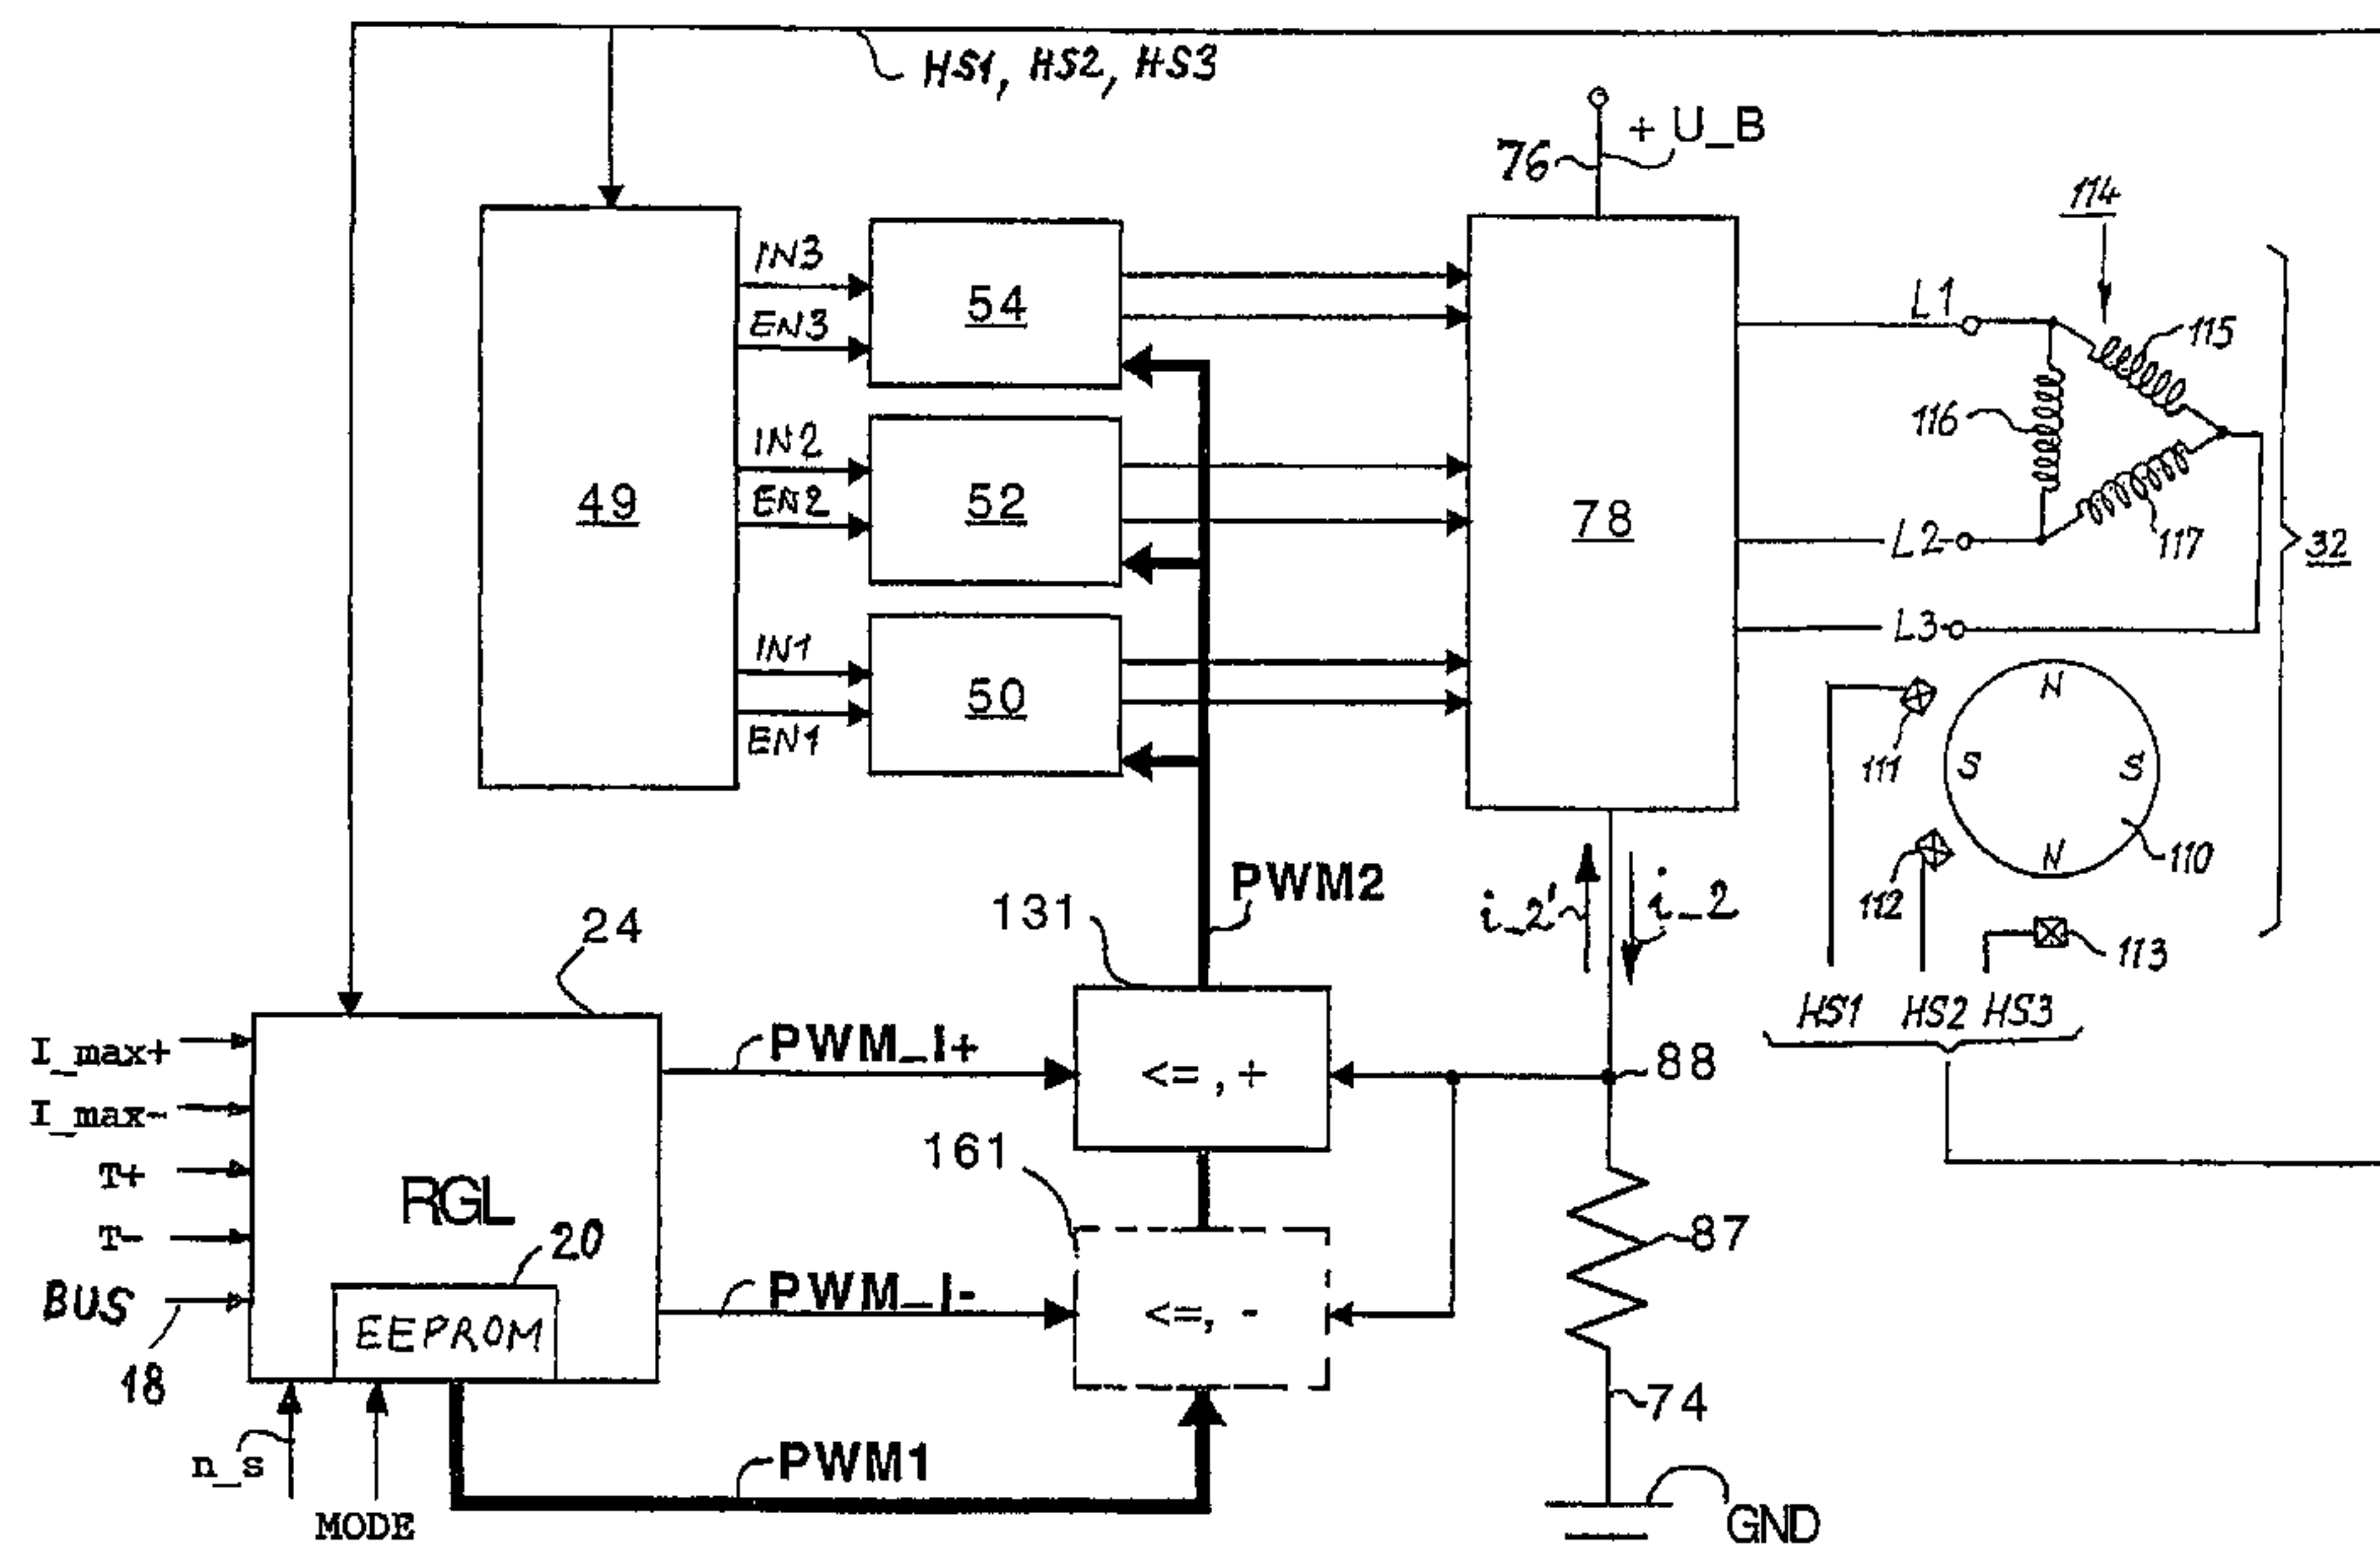 HS1, HS2, HS3
+ U_B
76
114
IN3
54
EN3
L1
115
116
IN2
49
EN2
52
78
L2
117
32
IN1
L3
50
EN1
N
111
S
S
112
N
110
PWM2
i_2'
i_2
131
24
113
HS1
HS2
HS3
I_max+
PWM_I+
<=, +
88
I_max-
161
T+
RGL
T-
20
87
BUS
PWM_I-
<=, -
EEPROM
18
74
n_s
PWM1
MODE
GND